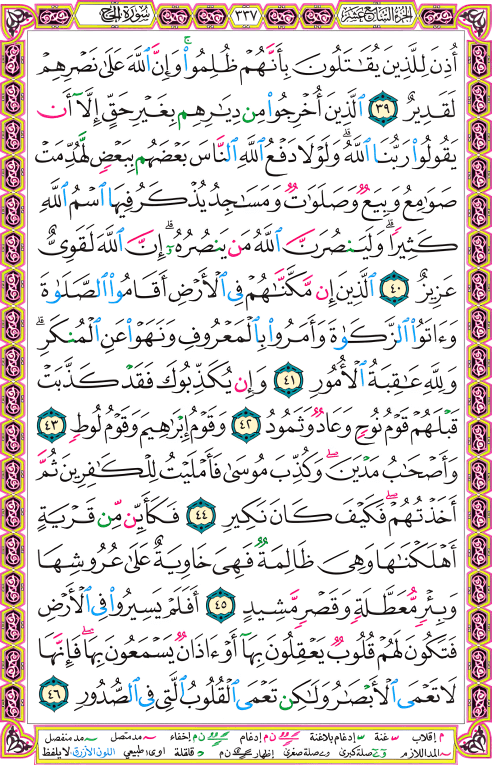 الجزء السابع عشر ٣٣٧ سورة الحج
أُذِنَ لِلَّذِينَ يُقَٰتَلُونَ بِأَنَّهُمْ ظُلِمُوا۟ ۚ وَإِنَّ ٱللَّهَ عَلَىٰ نَصْرِهِمْ
لَقَدِيرٌ ٣٩ ٱلَّذِينَ أُخْرِجُوا۟ مِن دِيَٰرِهِم بِغَيْرِ حَقٍّ إِلَّآ أَن
يَقُولُوا۟ رَبُّنَا ٱللَّهُ ۗ وَلَوْلَا دَفْعُ ٱللَّهِ ٱلنَّاسَ بَعْضَهُم بِبَعْضٍ لَّهُدِّمَتْ
صَوَٰمِعُ وَبِيَعٌ وَصَلَوَٰتٌ وَمَسَٰجِدُ يُذْكَرُ فِيهَا ٱسْمُ ٱللَّهِ
كَثِيرًا ۗ وَلَيَنصُرَنَّ ٱللَّهُ مَن يَنصُرُهُۥٓ ۗ إِنَّ ٱللَّهَ لَقَوِىٌّ
عَزِيزٌ ٤٠ ٱلَّذِينَ إِن مَّكَّنَّٰهُمْ فِى ٱلْأَرْضِ أَقَامُوا۟ ٱلصَّلَوٰةَ
وَءَاتَوُا۟ ٱلزَّكَوٰةَ وَأَمَرُوا۟ بِٱلْمَعْرُوفِ وَنَهَوْا۟ عَنِ ٱلْمُنكَرِ ۗ
وَلِلَّهِ عَٰقِبَةُ ٱلْأُمُورِ ٤١ وَإِن يُكَذِّبُوكَ فَقَدْ كَذَّبَتْ
قَبْلَهُمْ قَوْمُ نُوحٍ وَعَادٌ وَثَمُودُ ٤٢ وَقَوْمُ إِبْرَٰهِيمَ وَقَوْمُ لُوطٍ ٤٣
وَأَصْحَٰبُ مَدْيَنَ ۖ وَكُذِّبَ مُوسَىٰ فَأَمْلَيْتُ لِلْكَٰفِرِينَ ثُمَّ
أَخَذْتُهُمْ ۖ فَكَيْفَ كَانَ نَكِيرِ ٤٤ فَكَأَيِّن مِّن قَرْيَةٍ
أَهْلَكْنَٰهَا وَهِىَ ظَالِمَةٌ فَهِىَ خَاوِيَةٌ عَلَىٰ عُرُوشِهَا
وَبِئْرٍ مُّعَطَّلَةٍ وَقَصْرٍ مَّشِيدٍ ٤٥ أَفَلَمْ يَسِيرُوا۟ فِى ٱلْأَرْضِ
فَتَكُونَ لَهُمْ قُلُوبٌ يَعْقِلُونَ بِهَآ أَوْ ءَاذَانٌ يَسْمَعُونَ بِهَا ۖ فَإِنَّهَا
لَا تَعْمَى ٱلْأَبْصَٰرُ وَلَٰكِن تَعْمَى ٱلْقُلُوبُ ٱلَّتِى فِى ٱلصُّدُورِ ٤٦
م إقلاب غنة إدغام بلاغنة ن م إدغام ن م إخفاء مد متصل مد منفصل
المد اللازم صلة كبرى صلة صغرى إظهار ن م قلقلة اوى: طبيعي اللون الأزرق: لا يلفظ